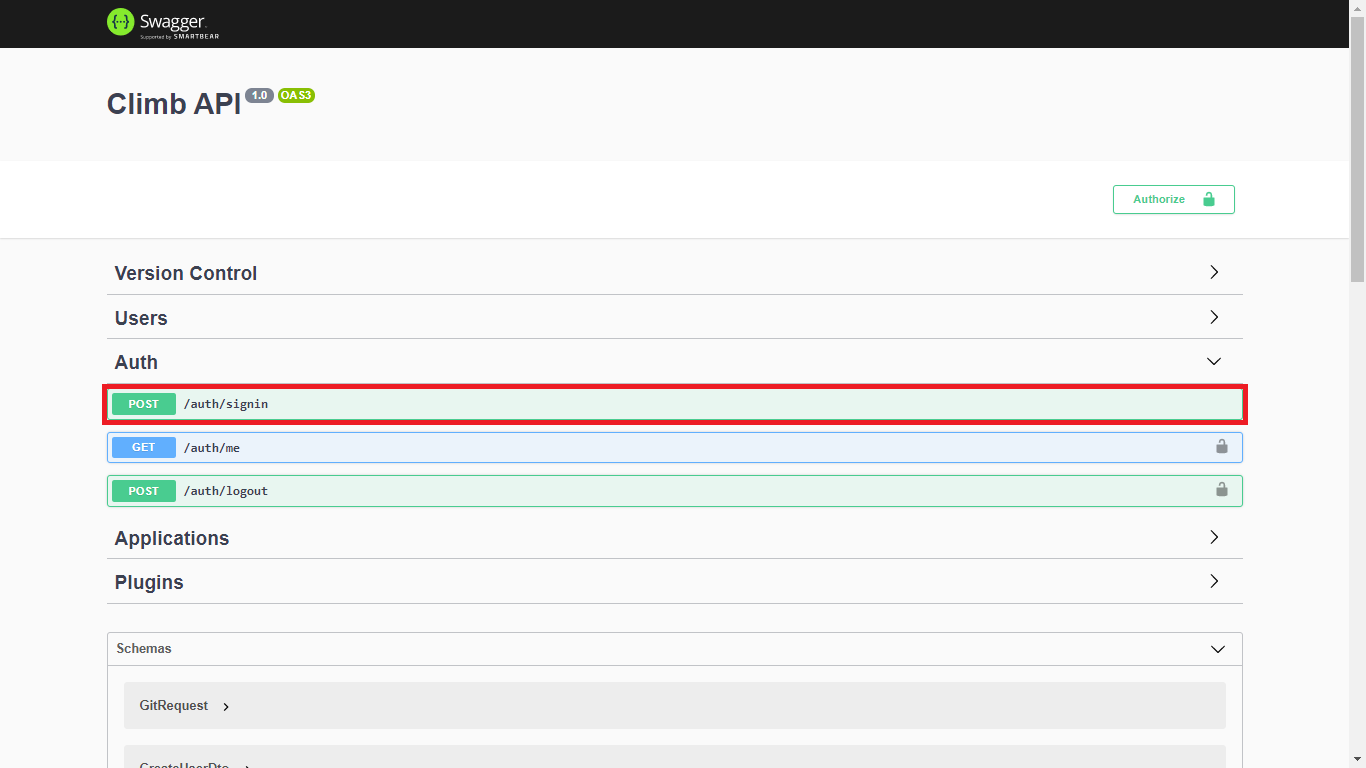 Swagger.
Supported by SMARTBEAR
Climb API 1.0 OAS3
Authorize
Version Control
Users
Auth
POST /auth/signin
GET /auth/me
POST /auth/logout
Applications
Plugins
Schemas
GitRequest
CreateUserDto